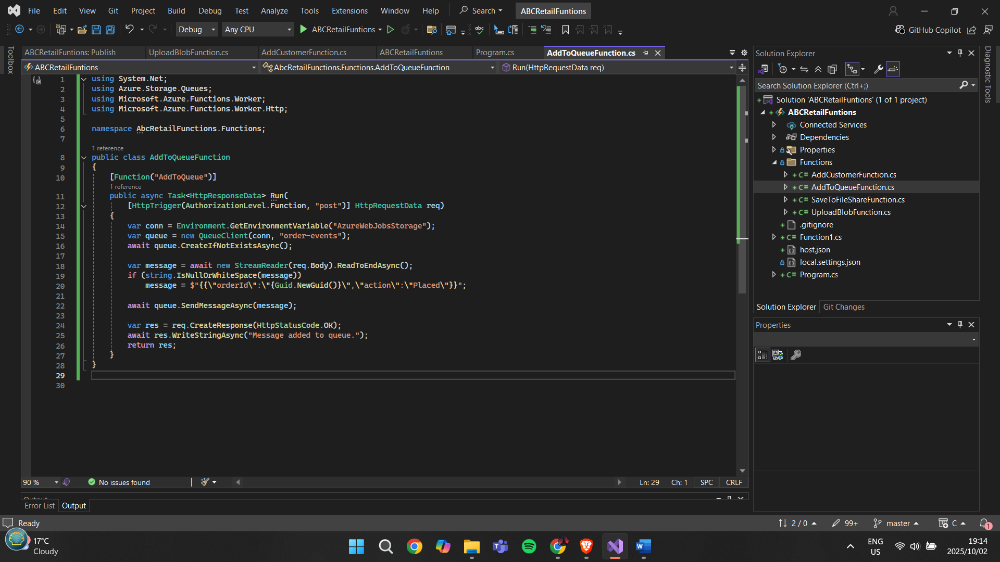 File Edit View Git Project Build Debug Test Analyze Tools Extensions Window Help Search ABCRetailFuntions
Debug Any CPU ABCRetailFuntions GitHub Copilot
Toolbox
ABCRetailFuntions: Publish UploadBlobFunction.cs AddCustomerFunction.cs ABCRetailFuntions Program.cs AddToQueueFunction.cs
ABCRetailFuntions AbcRetailFunctions.Functions.AddToQueueFunction Run(HttpRequestData req)
1 using System.Net;
2 using Azure.Storage.Queues;
3 using Microsoft.Azure.Functions.Worker;
4 using Microsoft.Azure.Functions.Worker.Http;
5
6 namespace AbcRetailFunctions.Functions;
7
1 reference
8 public class AddToQueueFunction
9 {
10 [Function("AddToQueue")]
1 reference
11 public async Task<HttpResponseData> Run(
12 [HttpTrigger(AuthorizationLevel.Function, "post")] HttpRequestData req)
13 {
14 var conn = Environment.GetEnvironmentVariable("AzureWebJobsStorage");
15 var queue = new QueueClient(conn, "order-events");
16 await queue.CreateIfNotExistsAsync();
17
18 var message = await new StreamReader(req.Body).ReadToEndAsync();
19 if (string.IsNullOrWhiteSpace(message))
20 message = $"{{\"orderId\":\"{Guid.NewGuid()}\",\"action\":\"Placed\"}}";
21
22 await queue.SendMessageAsync(message);
23
24 var res = req.CreateResponse(HttpStatusCode.OK);
25 await res.WriteStringAsync("Message added to queue.");
26 return res;
27 }
28 }
29
30
90 % No issues found Ln: 29 Ch: 1 SPC CRLF
Output
Error List Output
Solution Explorer
Search Solution Explorer (Ctrl+;)
Solution 'ABCRetailFuntions' (1 of 1 project)
ABCRetailFuntions
Connected Services
Dependencies
Properties
Functions
C# AddCustomerFunction.cs
C# AddToQueueFunction.cs
C# SaveToFileShareFunction.cs
C# UploadBlobFunction.cs
.gitignore
C# Function1.cs
host.json
local.settings.json
C# Program.cs
Solution Explorer Git Changes
Properties
Diagnostic Tools
Ready 2 / 0 99+ master C 1
17°C
Cloudy
ENG
US
19:14
2025/10/02